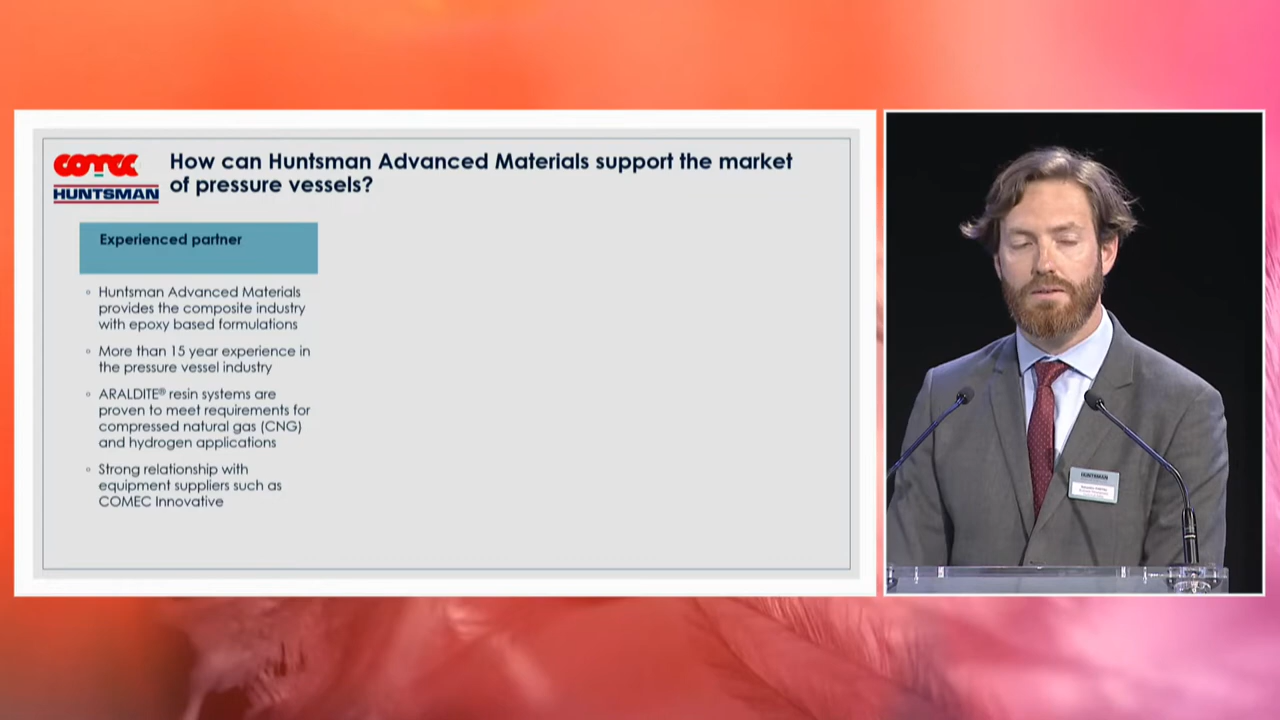 COMEC
HUNTSMAN
How can Huntsman Advanced Materials support the market
of pressure vessels?
Experienced partner
◦ Huntsman Advanced Materials
provides the composite industry
with epoxy based formulations
◦ More than 15 year experience in
the pressure vessel industry
◦ ARALDITE® resin systems are
proven to meet requirements for
compressed natural gas (CNG)
and hydrogen applications
◦ Strong relationship with
equipment suppliers such as
COMEC Innovative
HUNTSMAN